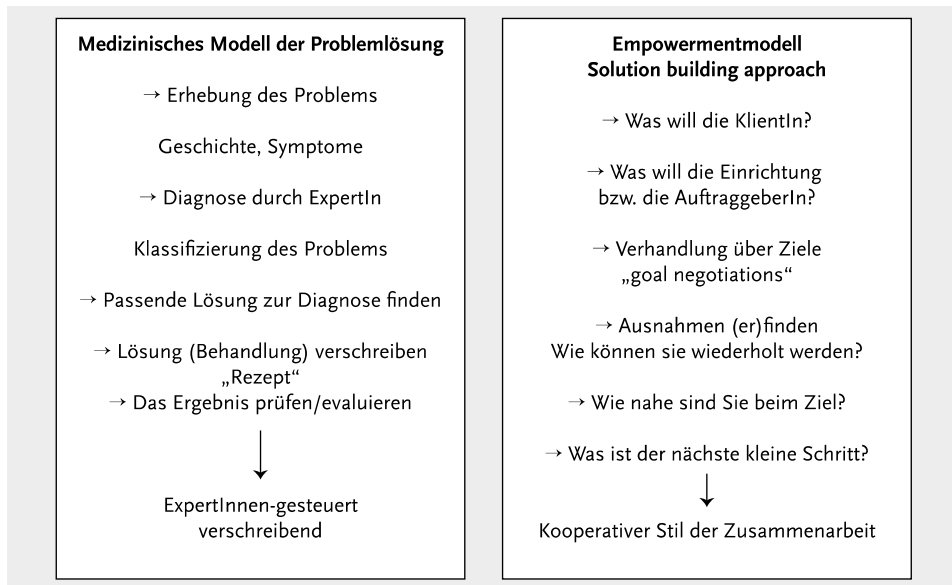 Medizinisches Modell der Problemlösung
→ Erhebung des Problems
Geschichte, Symptome
→ Diagnose durch ExpertIn
Klassifizierung des Problems
→ Passende Lösung zur Diagnose finden
→ Lösung (Behandlung) verschreiben
„Rezept“
→ Das Ergebnis prüfen/evaluieren
ExpertInnen-gesteuert
verschreibend
Empowermentmodell
Solution building approach
→ Was will die KlientIn?
→ Was will die Einrichtung
bzw. die AuftraggeberIn?
→ Verhandlung über Ziele
„goal negotiations“
→ Ausnahmen (er)finden
Wie können sie wiederholt werden?
→ Wie nahe sind Sie beim Ziel?
→ Was ist der nächste kleine Schritt?
Kooperativer Stil der Zusammenarbeit